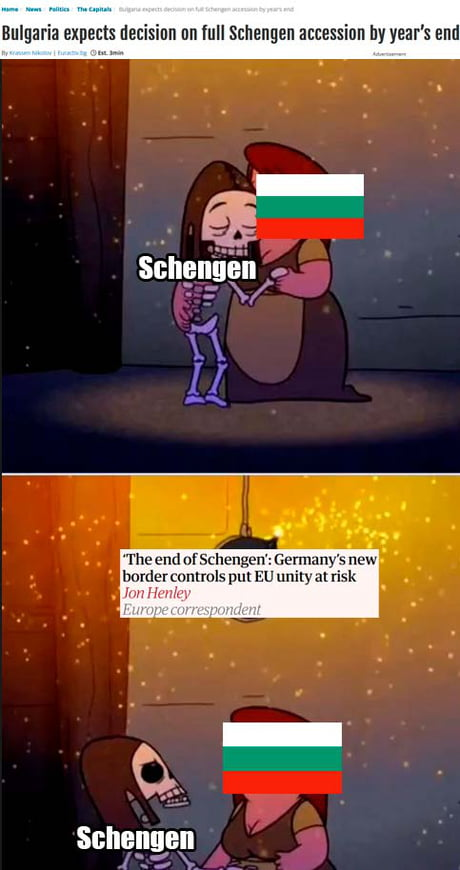 Home News Politics The Capitals Bulgaria expects decision on full Schengen accession by year's end
Bulgaria expects decision on full Schengen accession by year’s end
By Krassen Nikolov | Euractiv.bg Est. 3min
Advertisement
Schengen
‘The end of Schengen’: Germany’s new
border controls put EU unity at risk
Jon Henley
Europe correspondent
Schengen